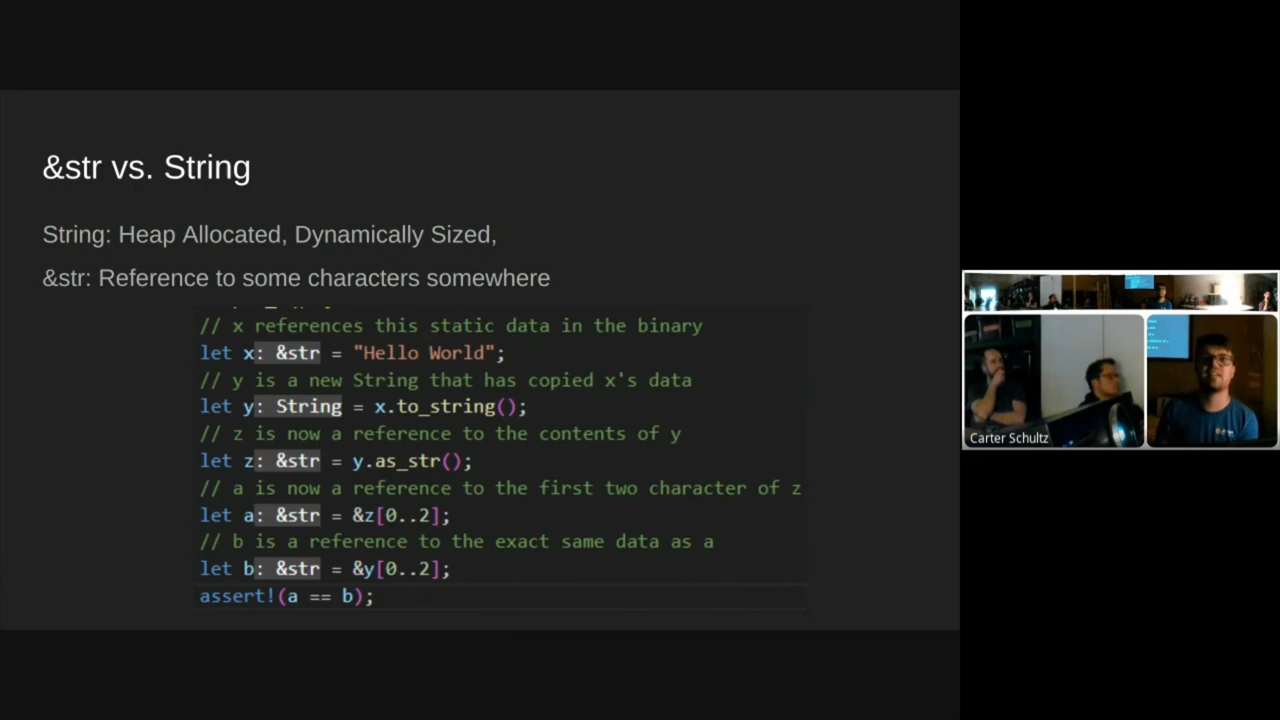 &str vs. String
String: Heap Allocated, Dynamically Sized,
&str: Reference to some characters somewhere
// x references this static data in the binary
let x: &str = "Hello World";
// y is a new String that has copied x's data
let y: String = x.to_string();
// z is now a reference to the contents of y
let z: &str = y.as_str();
// a is now a reference to the first two character of z
let a: &str = &z[0..2];
// b is a reference to the exact same data as a
let b: &str = &y[0..2];
assert!(a == b);
Carter Schultz